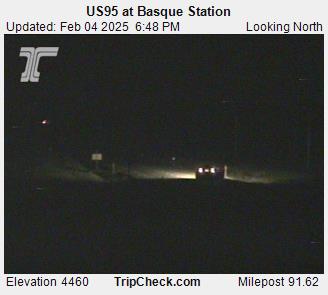 US95 at Basque Station
Updated: Feb 04 2025 6:48 PM Looking North
Elevation 4460 TripCheck.com Milepost 91.62